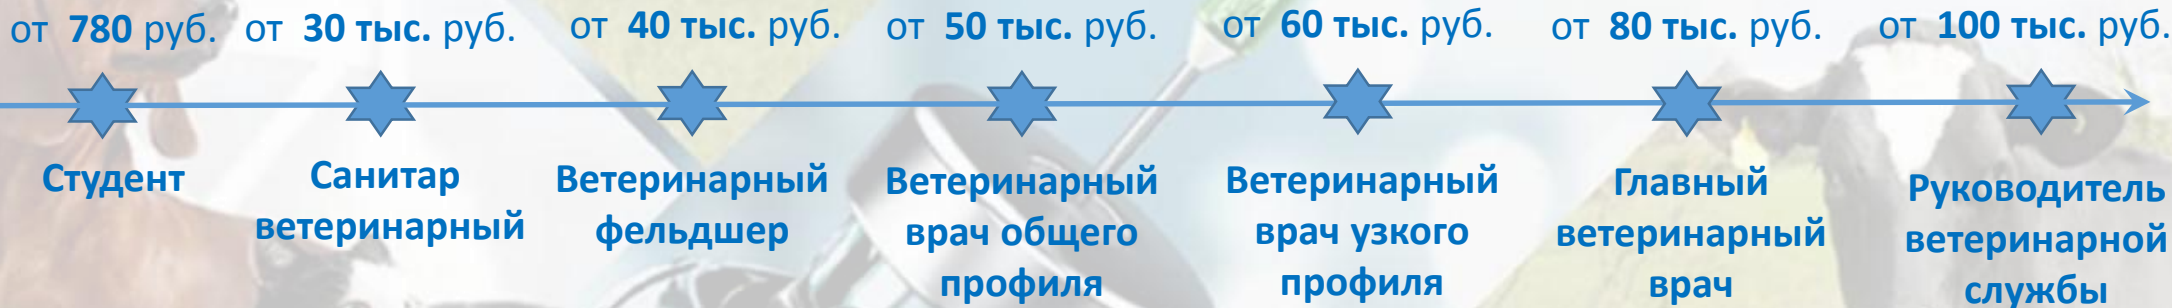 от 780 руб. от 30 тыс. руб. от 40 тыс. руб. от 50 тыс. руб. от 60 тыс. руб. от 80 тыс. руб. от 100 тыс. руб.
Студент
Санитар
ветеринарный
Ветеринарный
фельдшер
Ветеринарный
врач общего
профиля
Ветеринарный
врач узкого
профиля
Главный
ветеринарный
врач
Руководитель
ветеринарной
службы